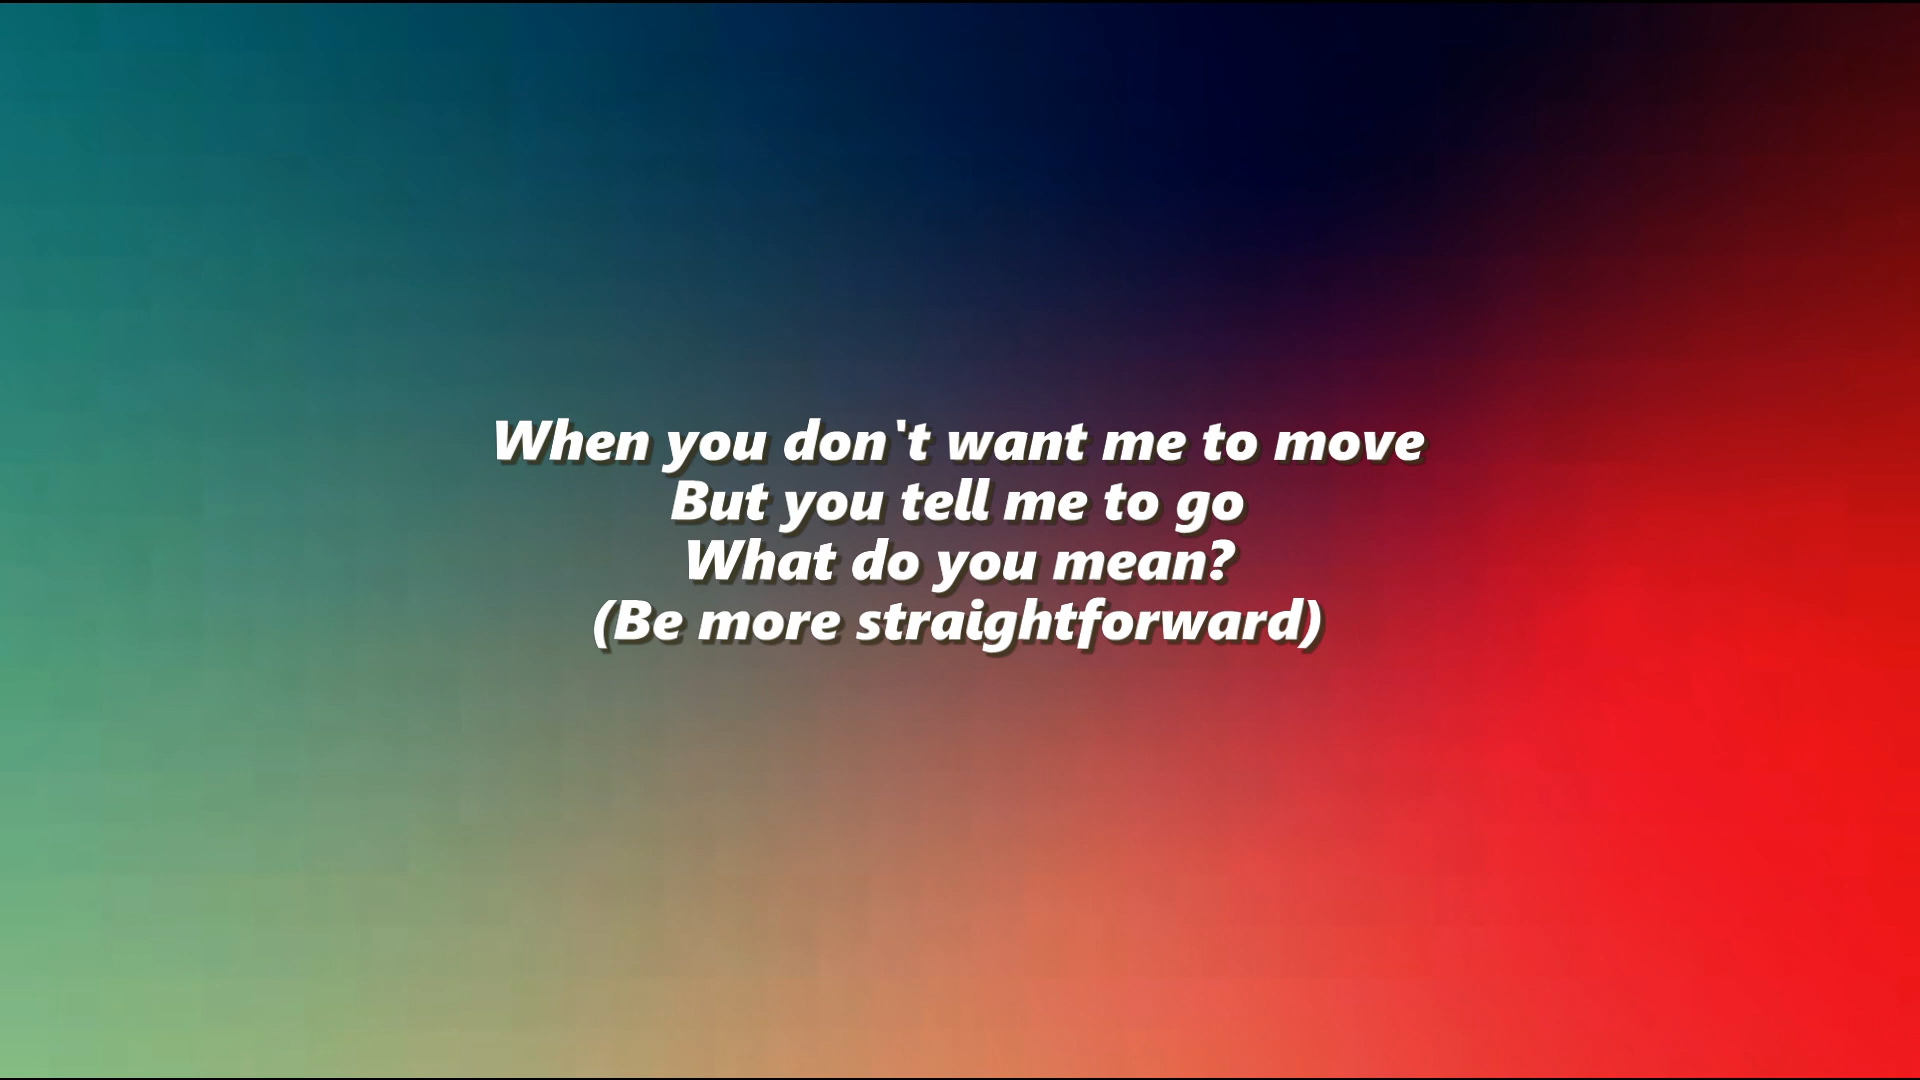 When you don't want me to move
But you tell me to go
What do you mean?
(Be more straightforward)